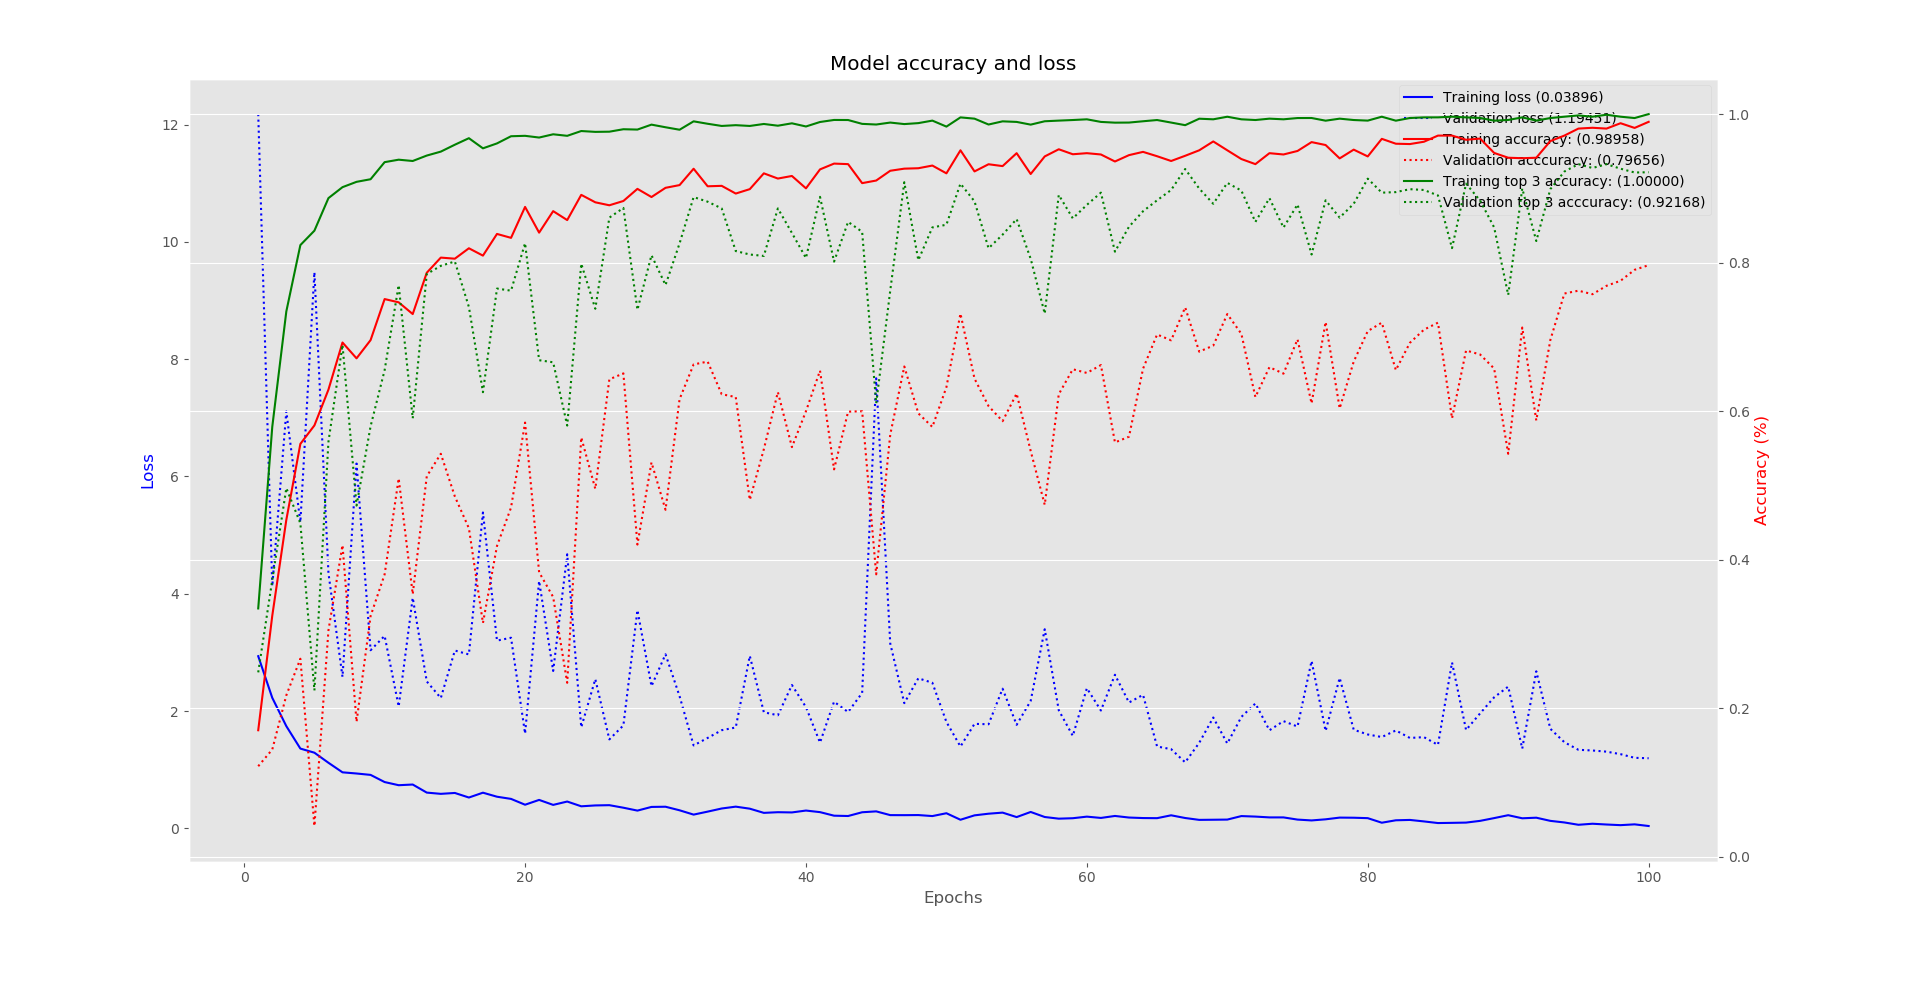 Model accuracy and loss
Training loss (0.03896)
Validation loss (1.19451)
Training accuracy: (0.98958)
Validation acccuracy: (0.79656)
Training top 3 accuracy: (1.00000)
Validation top 3 acccuracy: (0.92168)
12
10
8
6
4
2
0
Loss
1.0
0.8
0.6
0.4
0.2
0.0
Accuracy (%)
0
20
40
60
80
100
Epochs